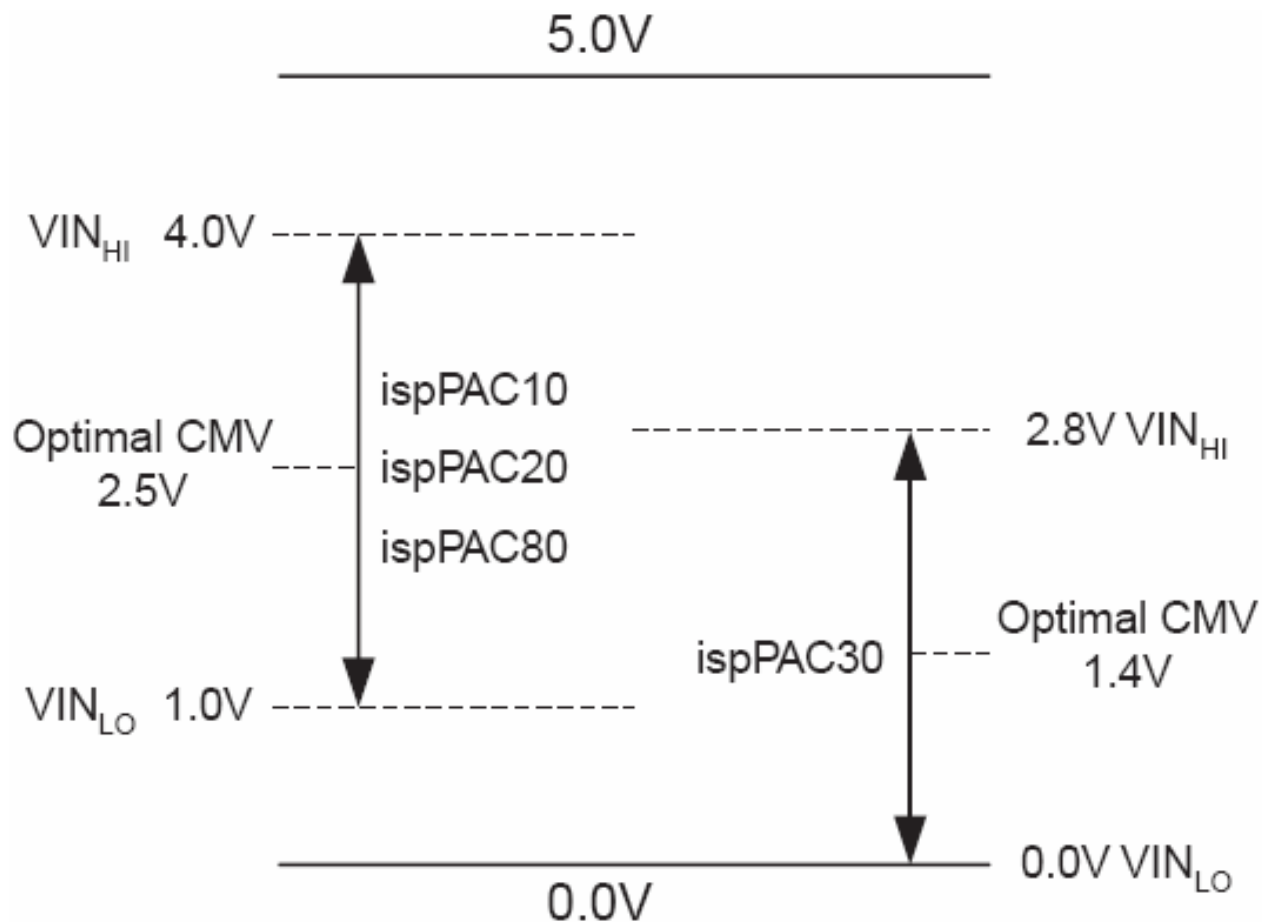 5.0V
VIN_HI 4.0V
ispPAC10
2.8V VIN_HI
Optimal CMV
2.5V
ispPAC20
ispPAC80
Optimal CMV
1.4V
ispPAC30
VIN_LO 1.0V
0.0V VIN_LO
0.0V